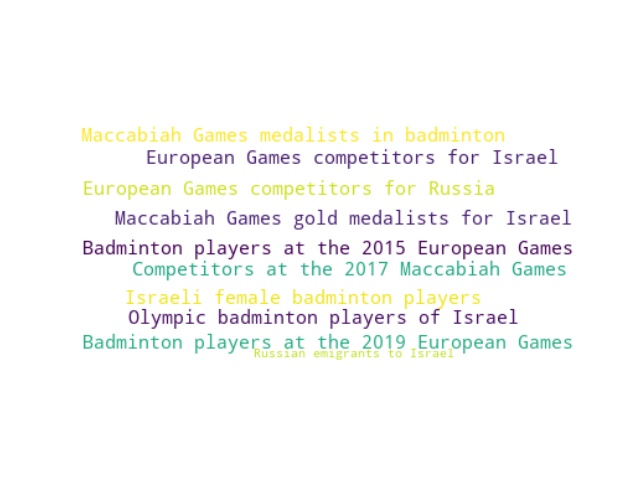 Maccabiah Games medalists in badminton
European Games competitors for Israel
European Games competitors for Russia
Maccabiah Games gold medalists for Israel
Badminton players at the 2015 European Games
Competitors at the 2017 Maccabiah Games
Israeli female badminton players
Olympic badminton players of Israel
Badminton players at the 2019 European Games
Russian emigrants to Israel